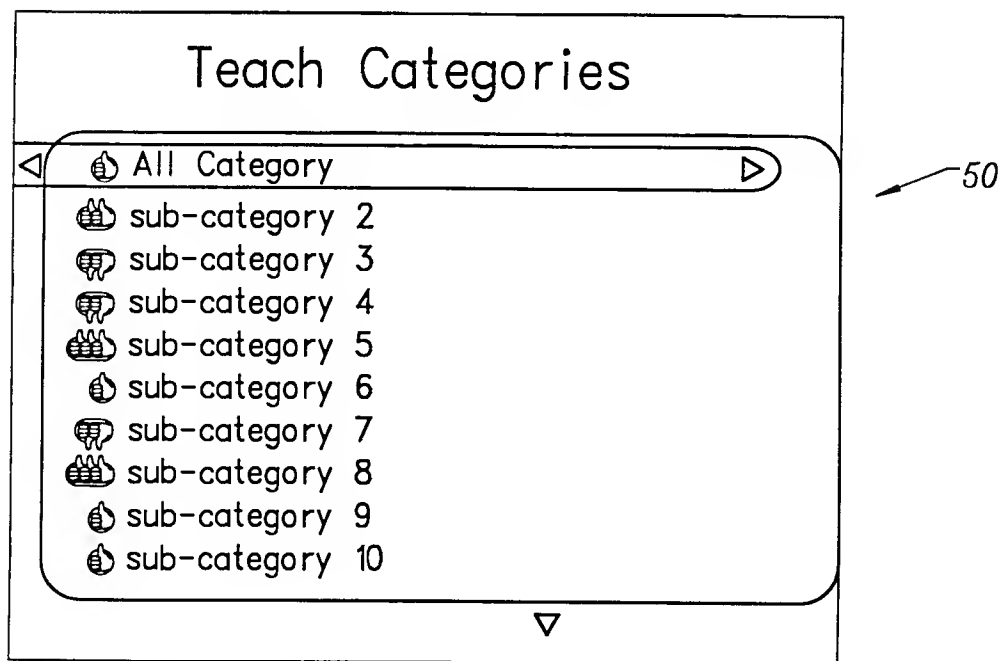 Teach Categories
All Category
50
sub-category 2
sub-category 3
sub-category 4
sub-category 5
sub-category 6
sub-category 7
sub-category 8
sub-category 9
sub-category 10